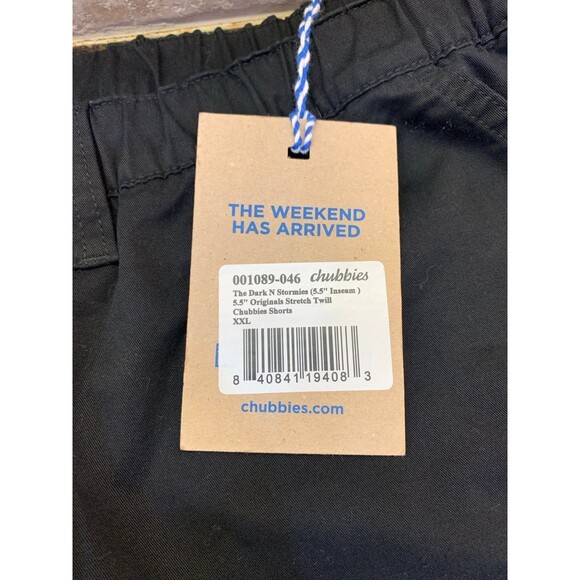 THE WEEKEND
HAS ARRIVED
001089-046 chubbies
The Dark N Stormies (5.5" Inseam )
5.5" Originals Stretch Twill
Chubbies Shorts
XXL
8 40841 19408 3
chubbies.com